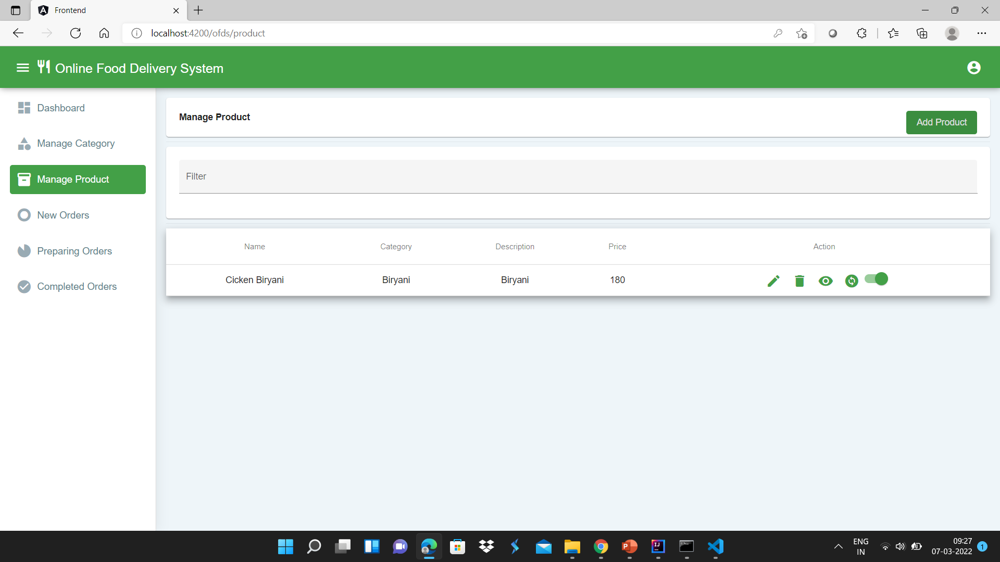 Frontend
localhost:4200/ofds/product
Online Food Delivery System
Dashboard
Manage Category
Manage Product
New Orders
Preparing Orders
Completed Orders
Manage Product
Add Product
Filter
Name Category Description Price Action
Cicken Biryani Biryani Biryani 180
ENG
IN
09:27
07-03-2022
1